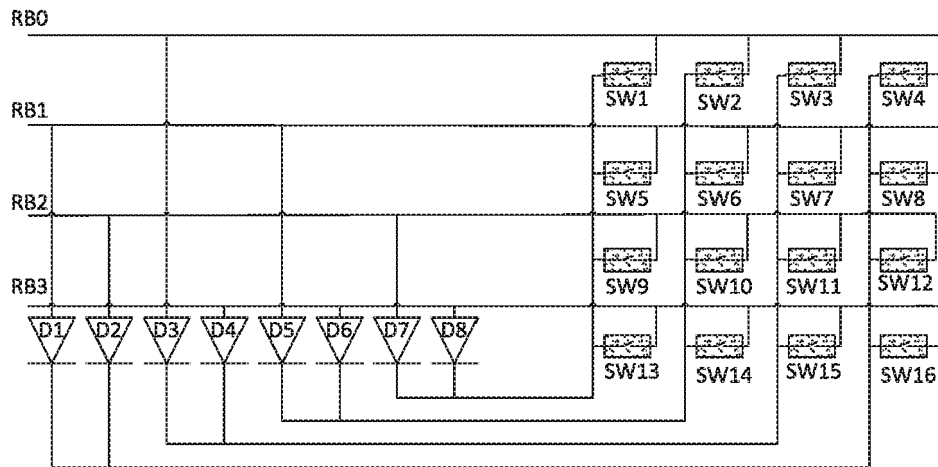 RB0
SW1 SW2 SW3 SW4
RB1
SW5 SW6 SW7 SW8
RB2
SW9 SW10 SW11 SW12
RB3
D1 D2 D3 D4 D5 D6 D7 D8
SW13 SW14 SW15 SW16